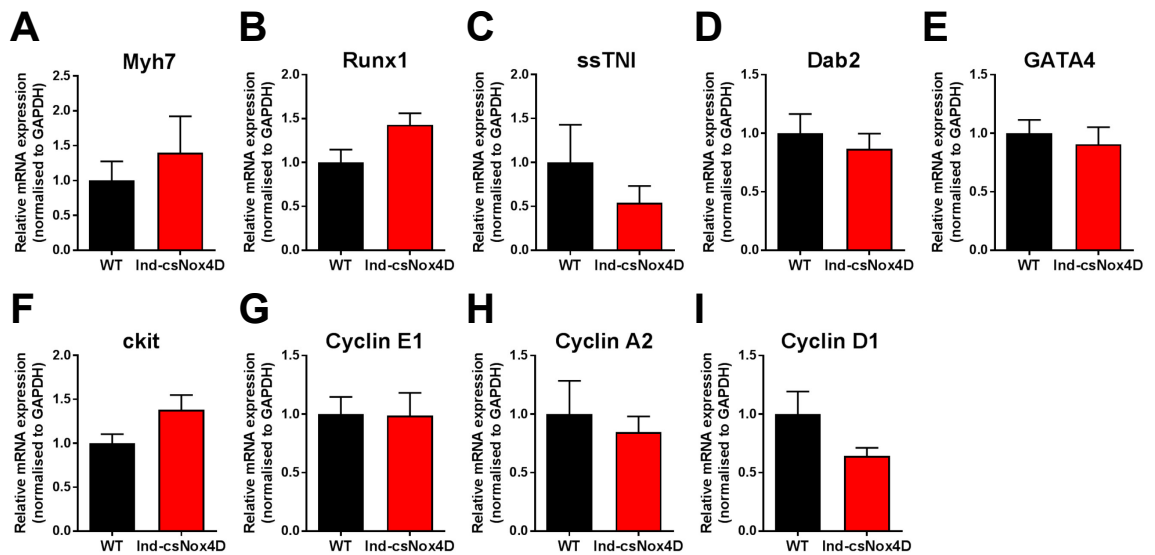 A
Myh7
Relative mRNA expression
(normalised to GAPDH)
2.5
2.0
1.5
1.0
0.5
0.0
WT Ind-csNox4D
B
Runx1
Relative mRNA expression
(normalised to GAPDH)
2.0
1.5
1.0
0.5
0.0
WT Ind-csNox4D
C
ssTNI
Relative mRNA expression
(normalised to GAPDH)
2.0
1.5
1.0
0.5
0.0
WT Ind-csNox4D
D
Dab2
Relative mRNA expression
(normalised to GAPDH)
1.5
1.0
0.5
0.0
WT Ind-csNox4D
E
GATA4
Relative mRNA expression
(normalised to GAPDH)
1.5
1.0
0.5
0.0
WT Ind-csNox4D
F
ckit
Relative mRNA expression
(normalised to GAPDH)
2.0
1.5
1.0
0.5
0.0
WT Ind-csNox4D
G
Cyclin E1
Relative mRNA expression
(normalised to GAPDH)
1.5
1.0
0.5
0.0
WT Ind-csNox4D
H
Cyclin A2
Relative mRNA expression
(normalised to GAPDH)
1.5
1.0
0.5
0.0
WT Ind-csNox4D
I
Cyclin D1
Relative mRNA expression
(normalised to GAPDH)
1.5
1.0
0.5
0.0
WT Ind-csNox4D